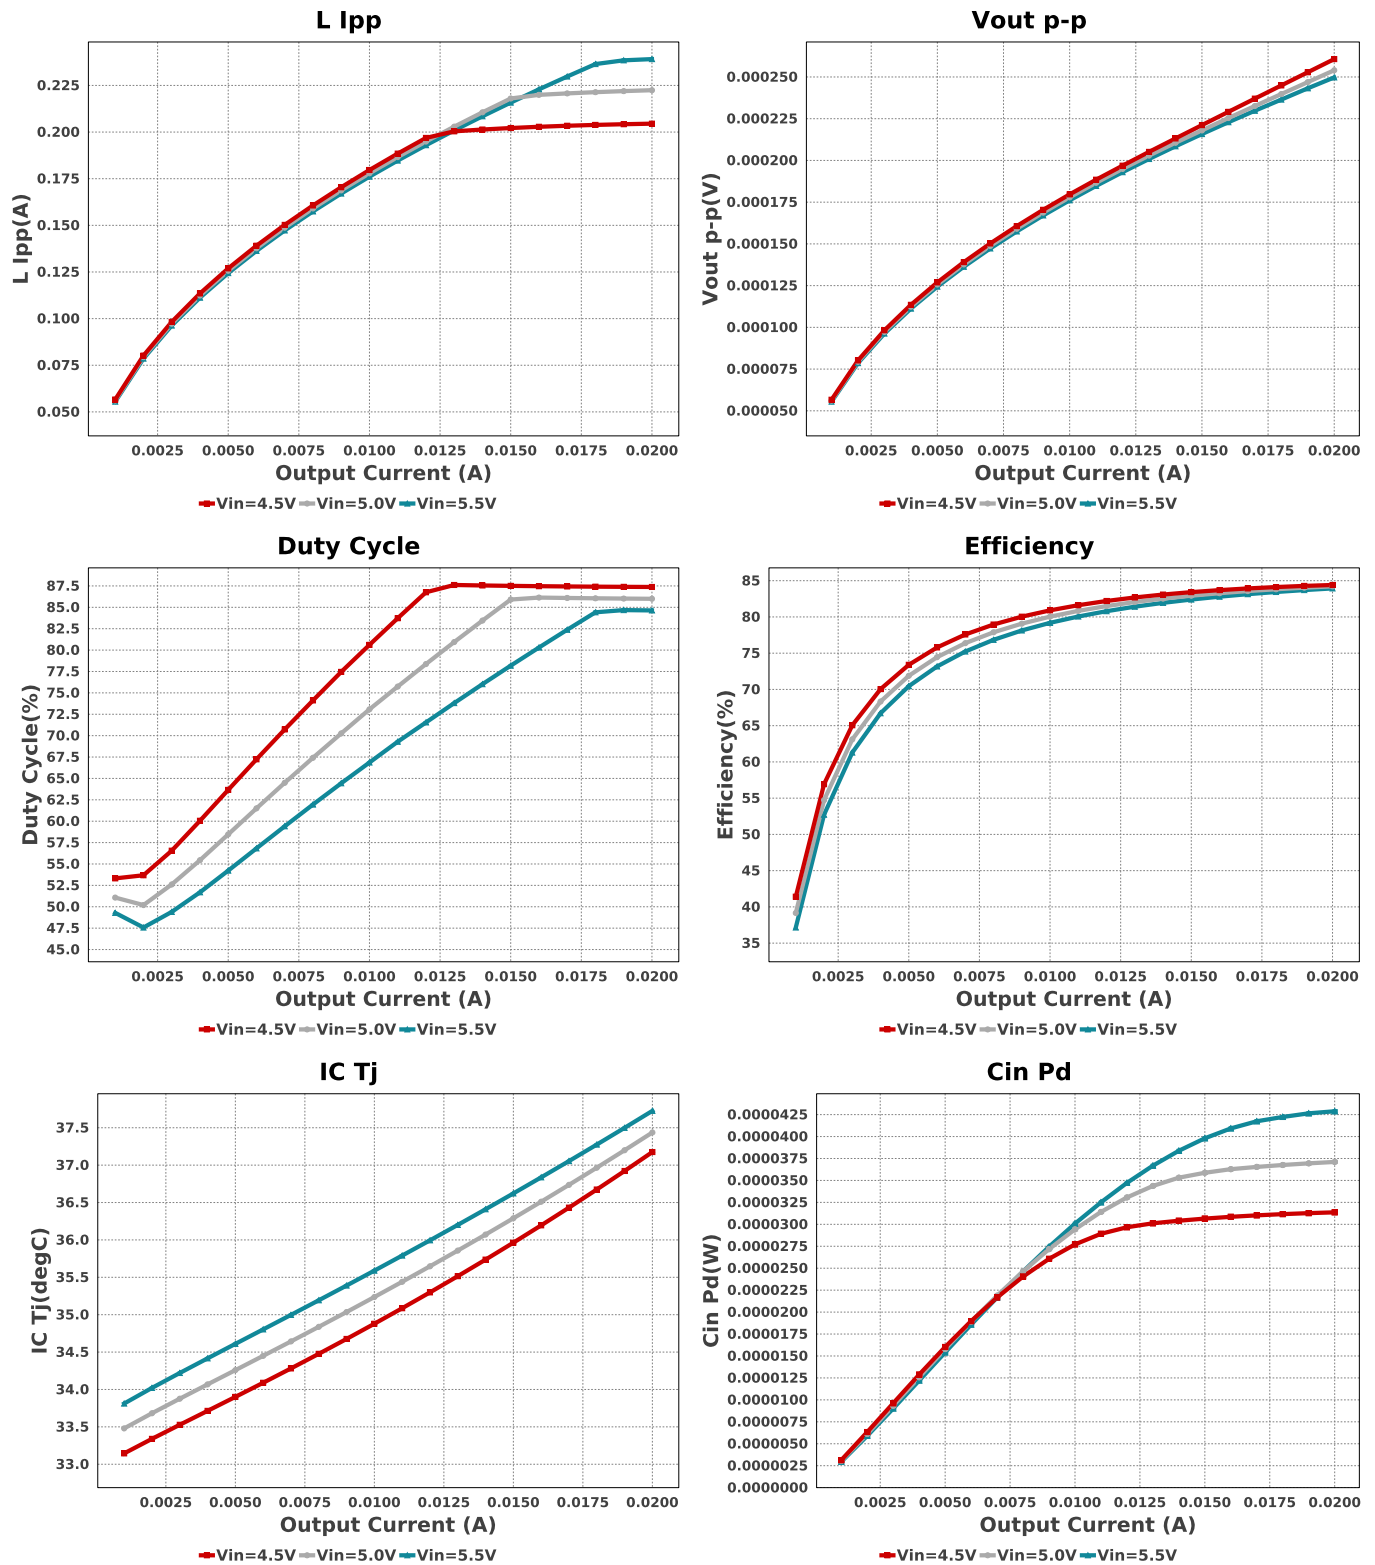 L Ipp
L Ipp(A)
0.225
0.200
0.175
0.150
0.125
0.100
0.075
0.050
0.0025 0.0050 0.0075 0.0100 0.0125 0.0150 0.0175 0.0200
Output Current (A)
Vin=4.5V Vin=5.0V Vin=5.5V
Vout p-p
Vout p-p(V)
0.000250
0.000225
0.000200
0.000175
0.000150
0.000125
0.000100
0.000075
0.000050
0.0025 0.0050 0.0075 0.0100 0.0125 0.0150 0.0175 0.0200
Output Current (A)
Vin=4.5V Vin=5.0V Vin=5.5V
Duty Cycle
Duty Cycle(%)
87.5
85.0
82.5
80.0
77.5
75.0
72.5
70.0
67.5
65.0
62.5
60.0
57.5
55.0
52.5
50.0
47.5
45.0
0.0025 0.0050 0.0075 0.0100 0.0125 0.0150 0.0175 0.0200
Output Current (A)
Vin=4.5V Vin=5.0V Vin=5.5V
Efficiency
Efficiency(%)
85
80
75
70
65
60
55
50
45
40
35
0.0025 0.0050 0.0075 0.0100 0.0125 0.0150 0.0175 0.0200
Output Current (A)
Vin=4.5V Vin=5.0V Vin=5.5V
IC Tj
IC Tj(degC)
37.5
37.0
36.5
36.0
35.5
35.0
34.5
34.0
33.5
33.0
0.0025 0.0050 0.0075 0.0100 0.0125 0.0150 0.0175 0.0200
Output Current (A)
Vin=4.5V Vin=5.0V Vin=5.5V
Cin Pd
Cin Pd(W)
0.0000425
0.0000400
0.0000375
0.0000350
0.0000325
0.0000300
0.0000275
0.0000250
0.0000225
0.0000200
0.0000175
0.0000150
0.0000125
0.0000100
0.0000075
0.0000050
0.0000025
0.0000000
0.0025 0.0050 0.0075 0.0100 0.0125 0.0150 0.0175 0.0200
Output Current (A)
Vin=4.5V Vin=5.0V Vin=5.5V